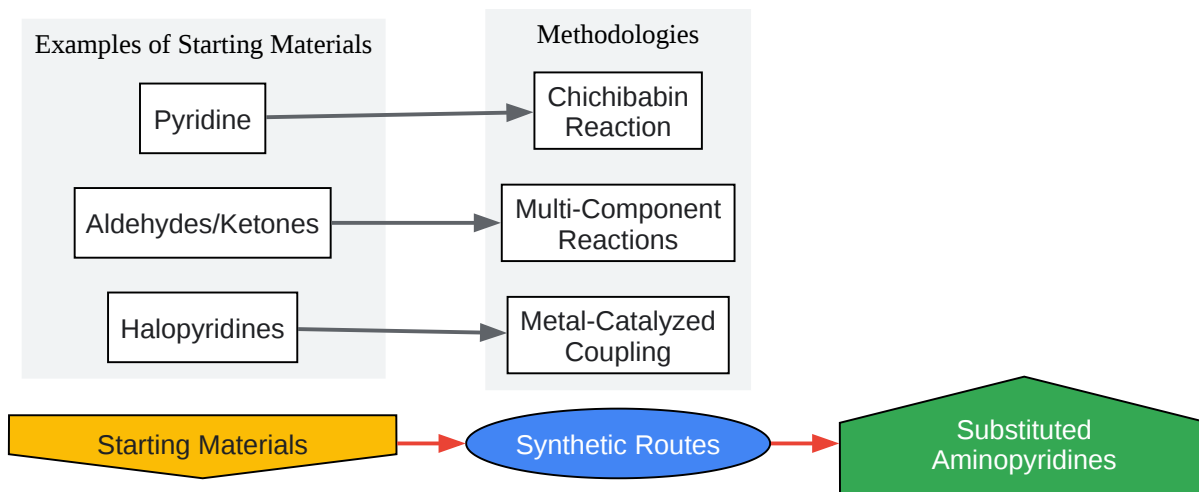 Examples of Starting Materials
Methodologies
Pyridine
Chichibabin
Reaction
Aldehydes/Ketones
Multi-Component
Reactions
Halopyridines
Metal-Catalyzed
Coupling
Starting Materials
Synthetic Routes
Substituted
Aminopyridines